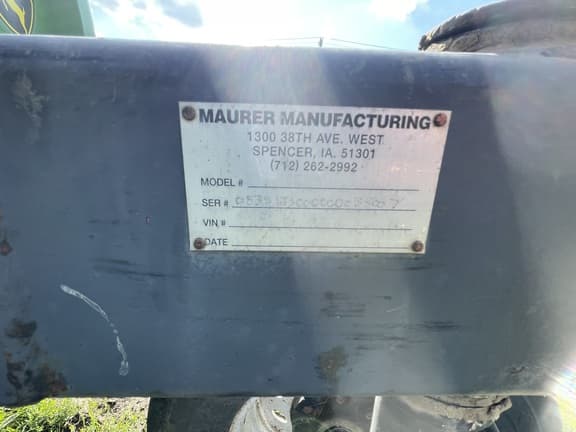 MAURER MANUFACTURING
1300 38TH AVE. WEST
SPENCER, IA. 51301
(712) 262-2992
MODEL #
SER #
VIN #
DATE